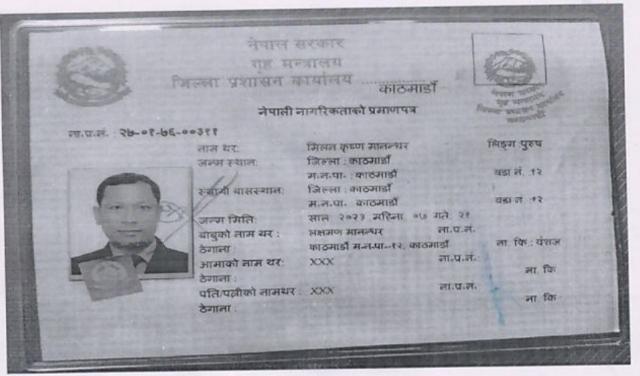 नेपाल सरकार
गृह मन्त्रालय
जिल्ला प्रशासन कार्यालय ............ काठमाडौँ
नेपाली नागरिकताको प्रमाणपत्र
ना.प्र.नं. : २७-०१-७६-००३११
नाम थर: मिलन कृष्ण मानन्धर लिङ्ग पुरुष
जन्म स्थान: जिल्ला : काठमाडौँ
म.न.पा. : काठमाडौँ वडा नं. १२
स्थायी बासस्थान: जिल्ला : काठमाडौँ
म.न.पा. काठमाडौँ वडा नं १२
जन्म मिति: साल २०२३ महिना ०७ गते २१
बाबुको नाम थर : लक्षमण मानन्धर ना.प्र.नं.
ठेगाना : काठमाडौँ म.न.पा.-१२, काठमाडौँ ना. कि : वंशज
आमाको नाम थर: XXX ना.प्र.नं.
ठेगाना : ना. कि
पति/पत्नीको नामथर : XXX ना.प्र.नं.
ठेगाना : ना. कि